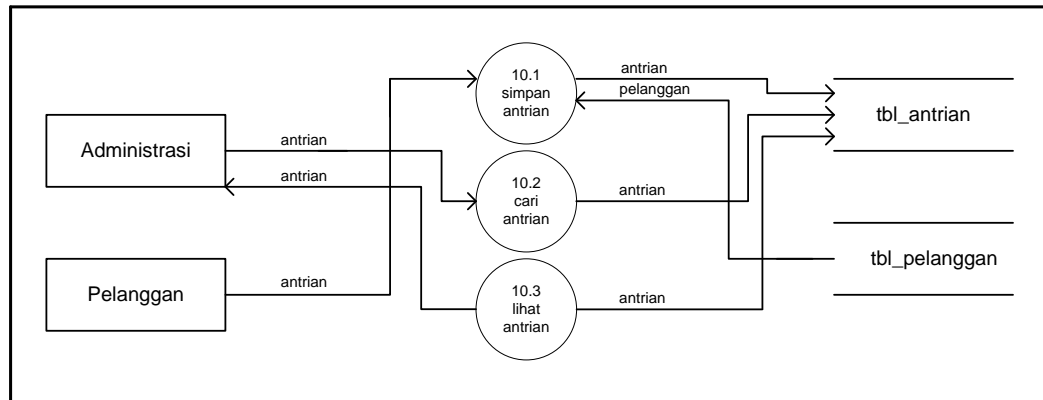 Administrasi
Pelanggan
antrian
antrian
antrian
10.1
simpan
antrian
10.2
cari
antrian
10.3
lihat
antrian
antrian
pelanggan
antrian
antrian
tbl_antrian
tbl_pelanggan